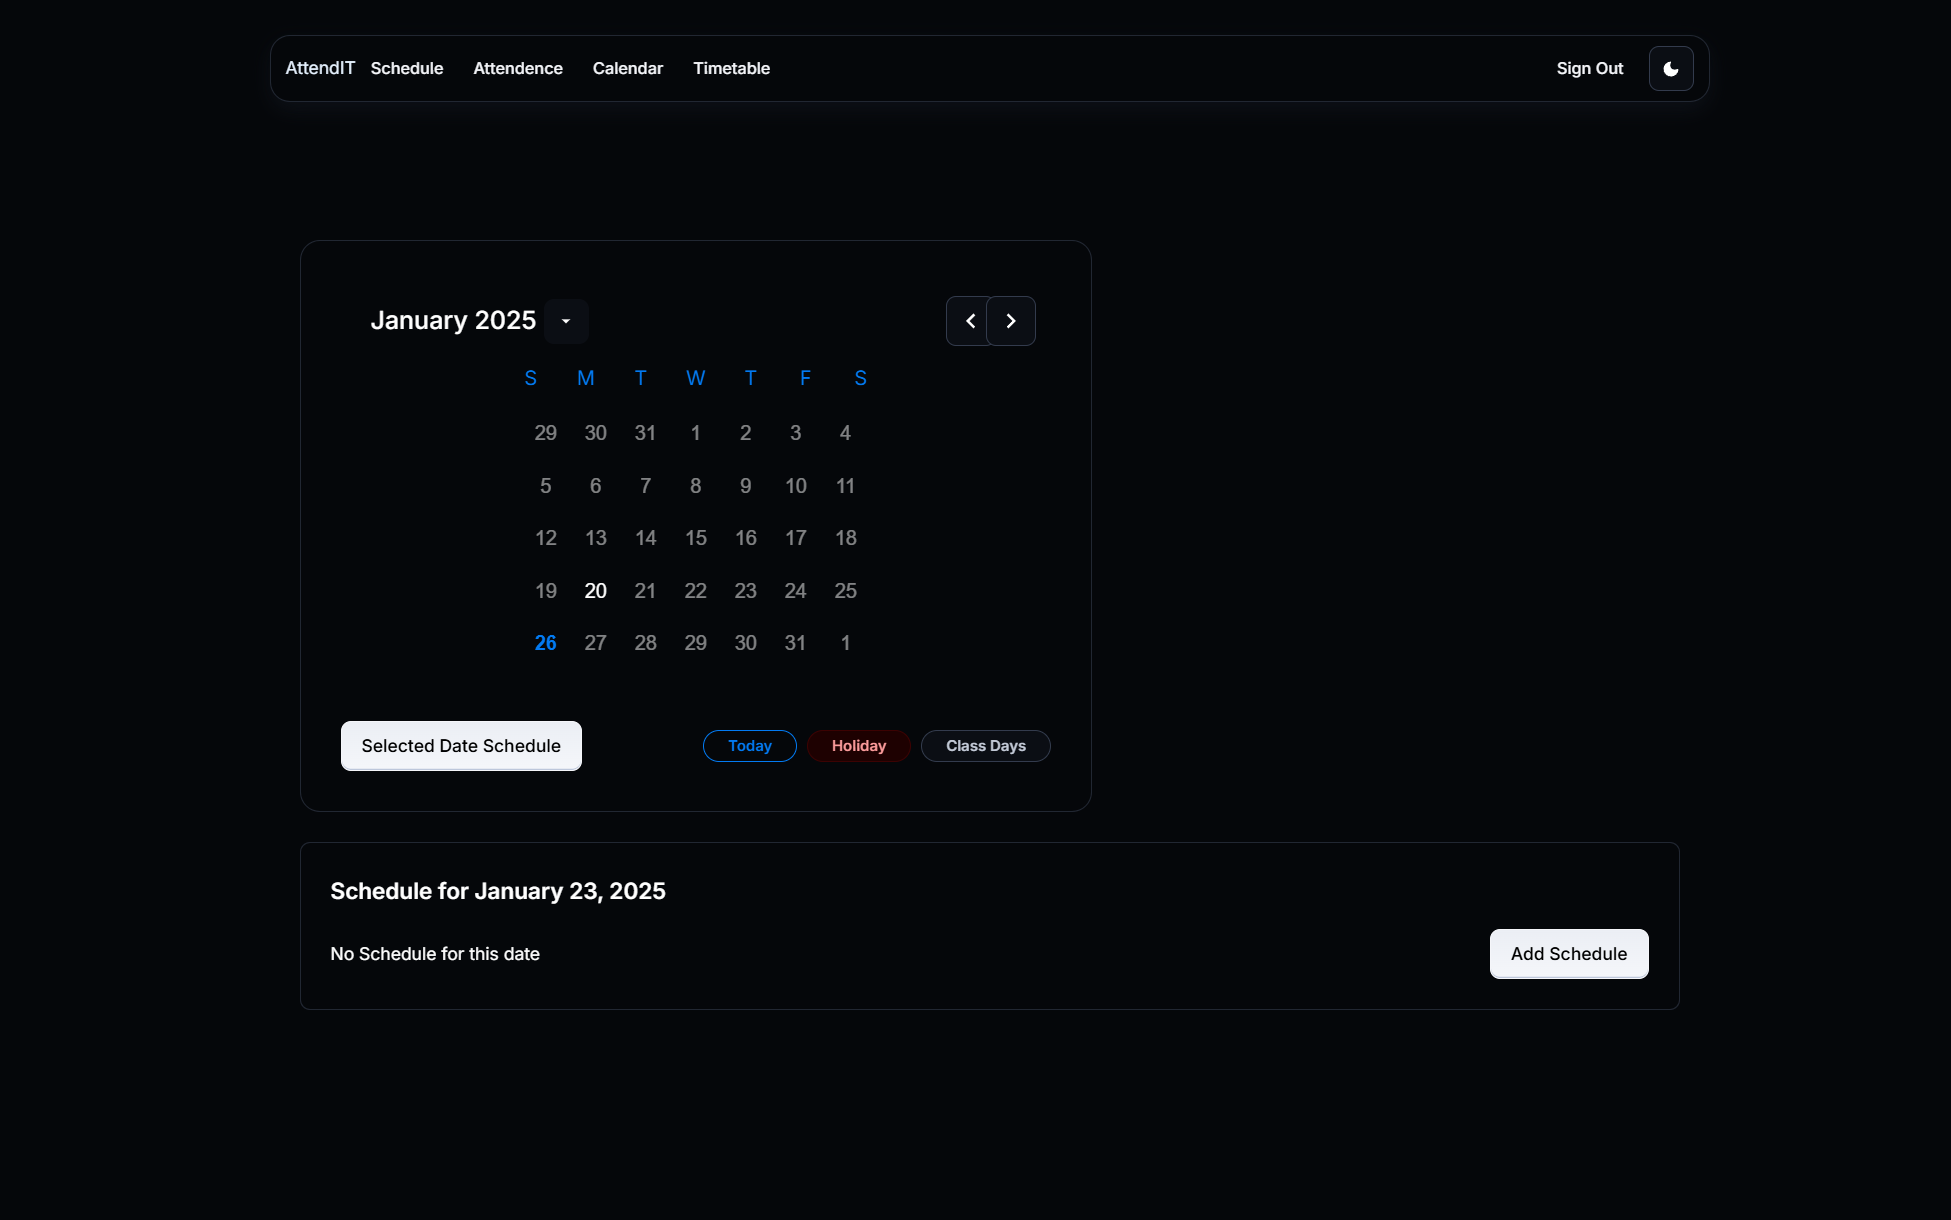 AttendIT Schedule Attendence Calendar Timetable Sign Out
January 2025
S M T W T F S
29 30 31 1 2 3 4
5 6 7 8 9 10 11
12 13 14 15 16 17 18
19 20 21 22 23 24 25
26 27 28 29 30 31 1
Selected Date Schedule Today Holiday Class Days
Schedule for January 23, 2025
No Schedule for this date Add Schedule